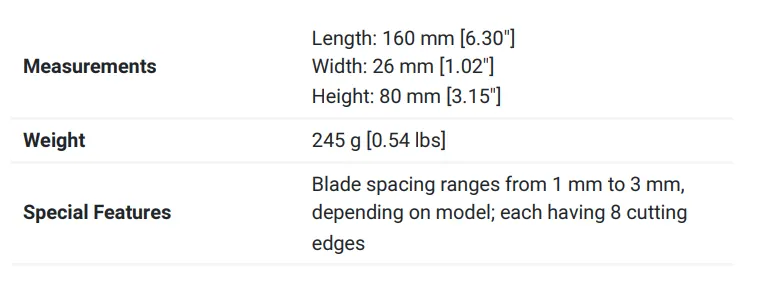 Measurements
Length: 160 mm [6.30"]
Width: 26 mm [1.02"]
Height: 80 mm [3.15"]
Weight
245 g [0.54 lbs]
Special Features
Blade spacing ranges from 1 mm to 3 mm,
depending on model; each having 8 cutting
edges